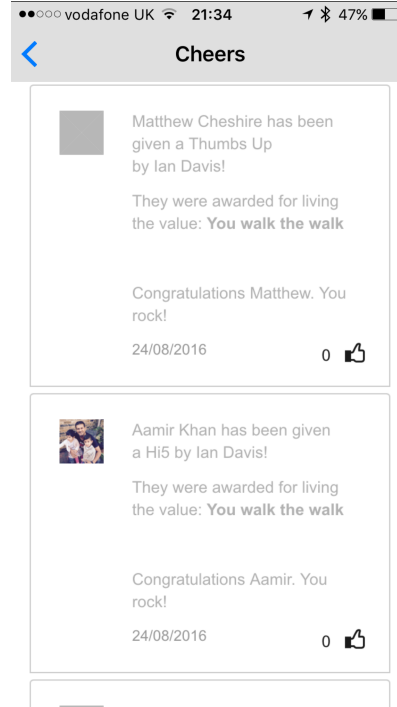 vodafone UK 21:34 47%
Cheers
Matthew Cheshire has been
given a Thumbs Up
by Ian Davis!
They were awarded for living
the value: You walk the walk
Congratulations Matthew. You
rock!
24/08/2016 0
Aamir Khan has been given
a Hi5 by Ian Davis!
They were awarded for living
the value: You walk the walk
Congratulations Aamir. You
rock!
24/08/2016 0